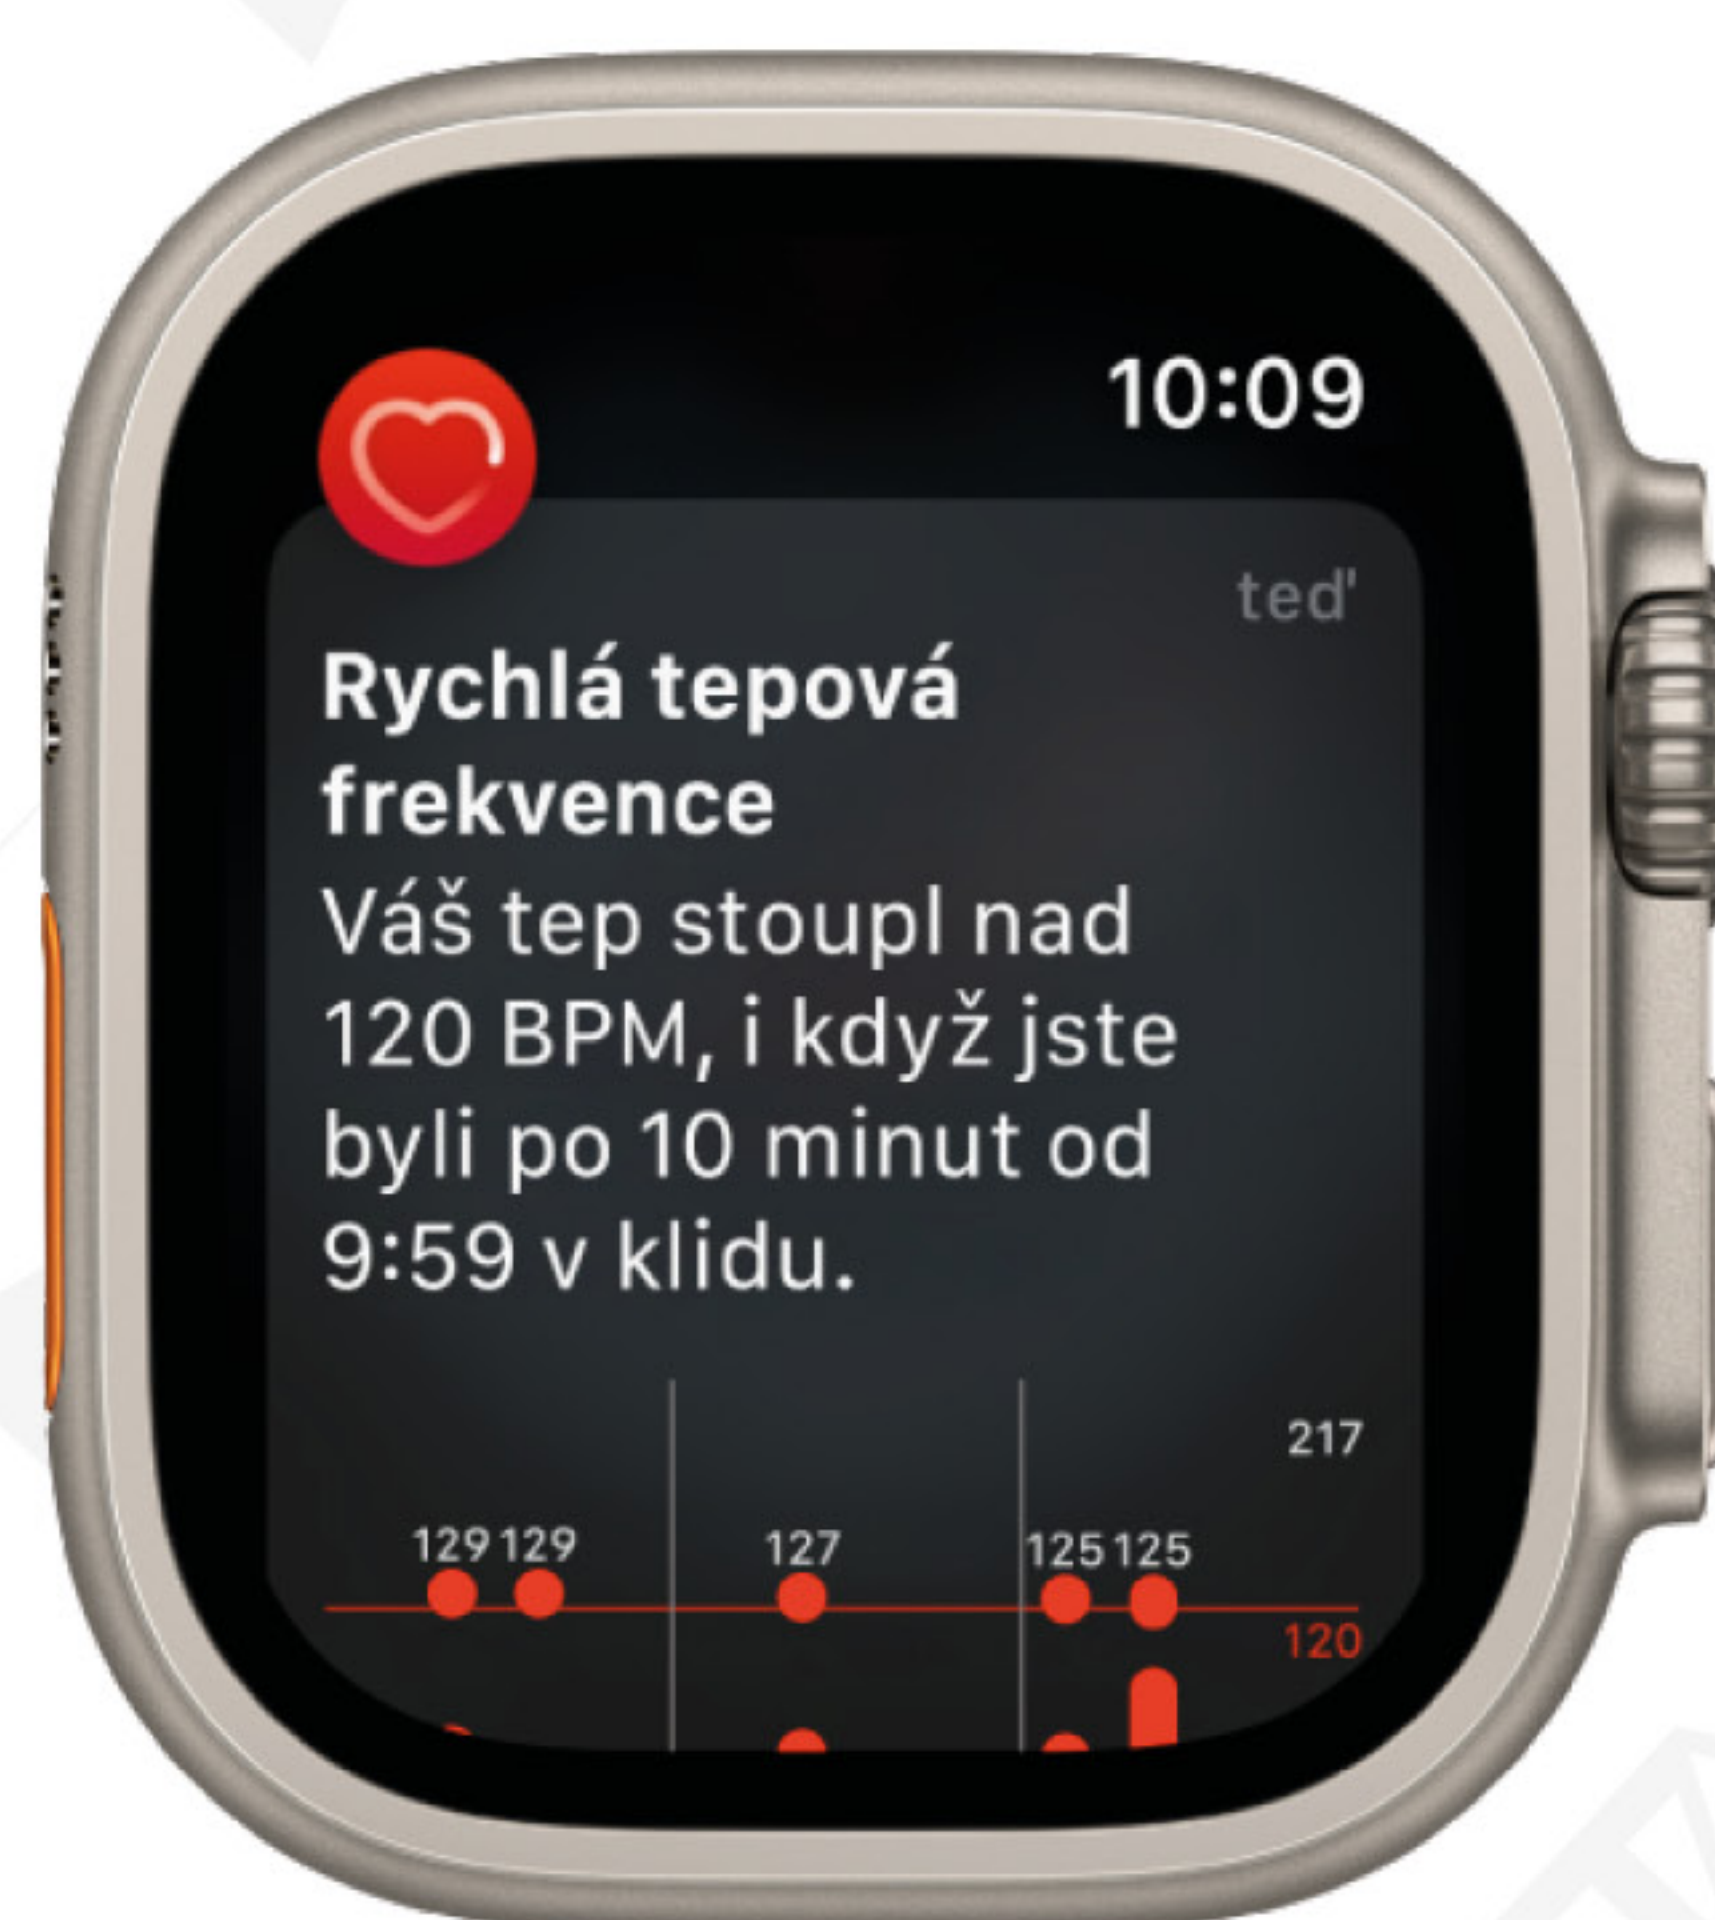 10:09
teď
Rychlá tepová
frekvence
Váš tep stoupl nad
120 BPM, i když jste
byli po 10 minut od
9:59 v klidu.
217
129 129 127 125 125
120